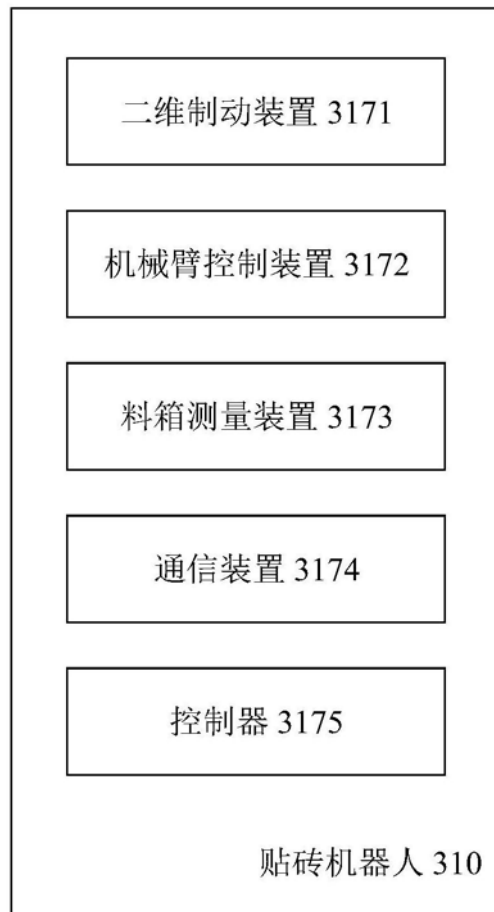 二维制动装置 3171
机械臂控制装置 3172
料箱测量装置 3173
通信装置 3174
控制器 3175
贴砖机器人 310